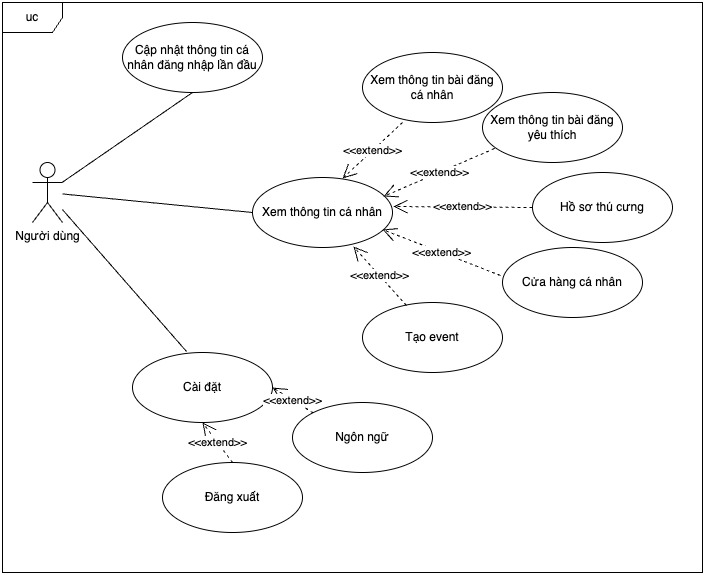 uc
Cập nhật thông tin cá
nhân đăng nhập lần đầu
Xem thông tin bài đăng
cá nhân
Xem thông tin bài đăng
yêu thích
<<extend>>
<<extend>>
Người dùng
Xem thông tin cá nhân
<<extend>>
Hồ sơ thú cưng
<<extend>>
Cửa hàng cá nhân
<<extend>>
Tạo event
Cài đặt
<<extend>>
Ngôn ngữ
<<extend>>
Đăng xuất